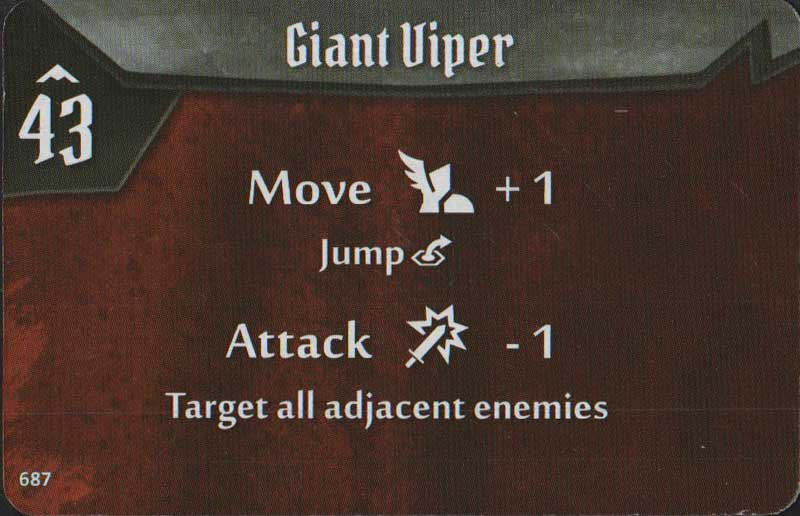 Giant Viper
43
Move + 1
Jump
Attack - 1
Target all adjacent enemies
687